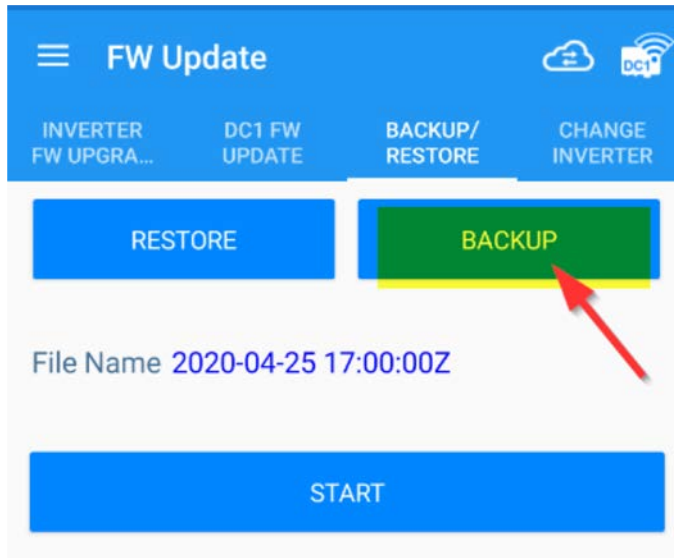 FW Update
DC1
INVERTER
FW UPGRA...
DC1 FW
UPDATE
BACKUP/
RESTORE
CHANGE
INVERTER
RESTORE
BACKUP
File Name 2020-04-25 17:00:00Z
START